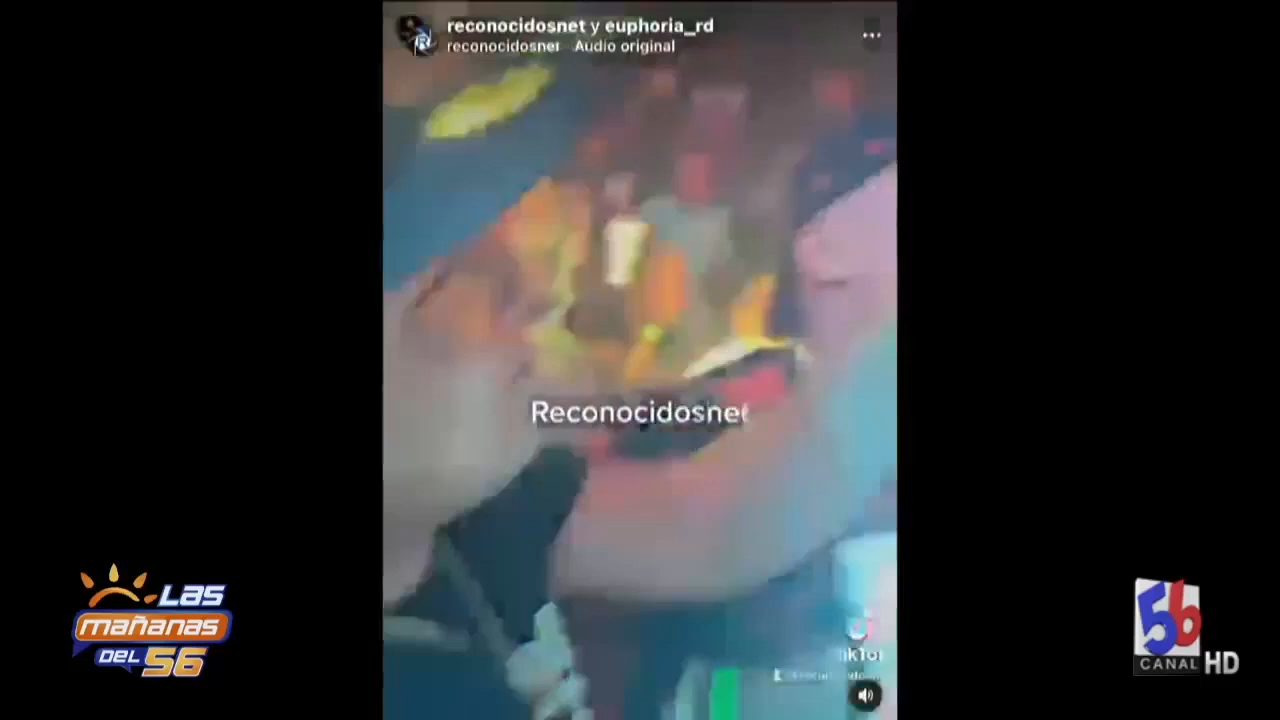 reconocidosnet y euphoria_rd
reconocidosnet Audio original
Reconocidosnet
LAS
mañanas
DEL 56
56
CANAL HD